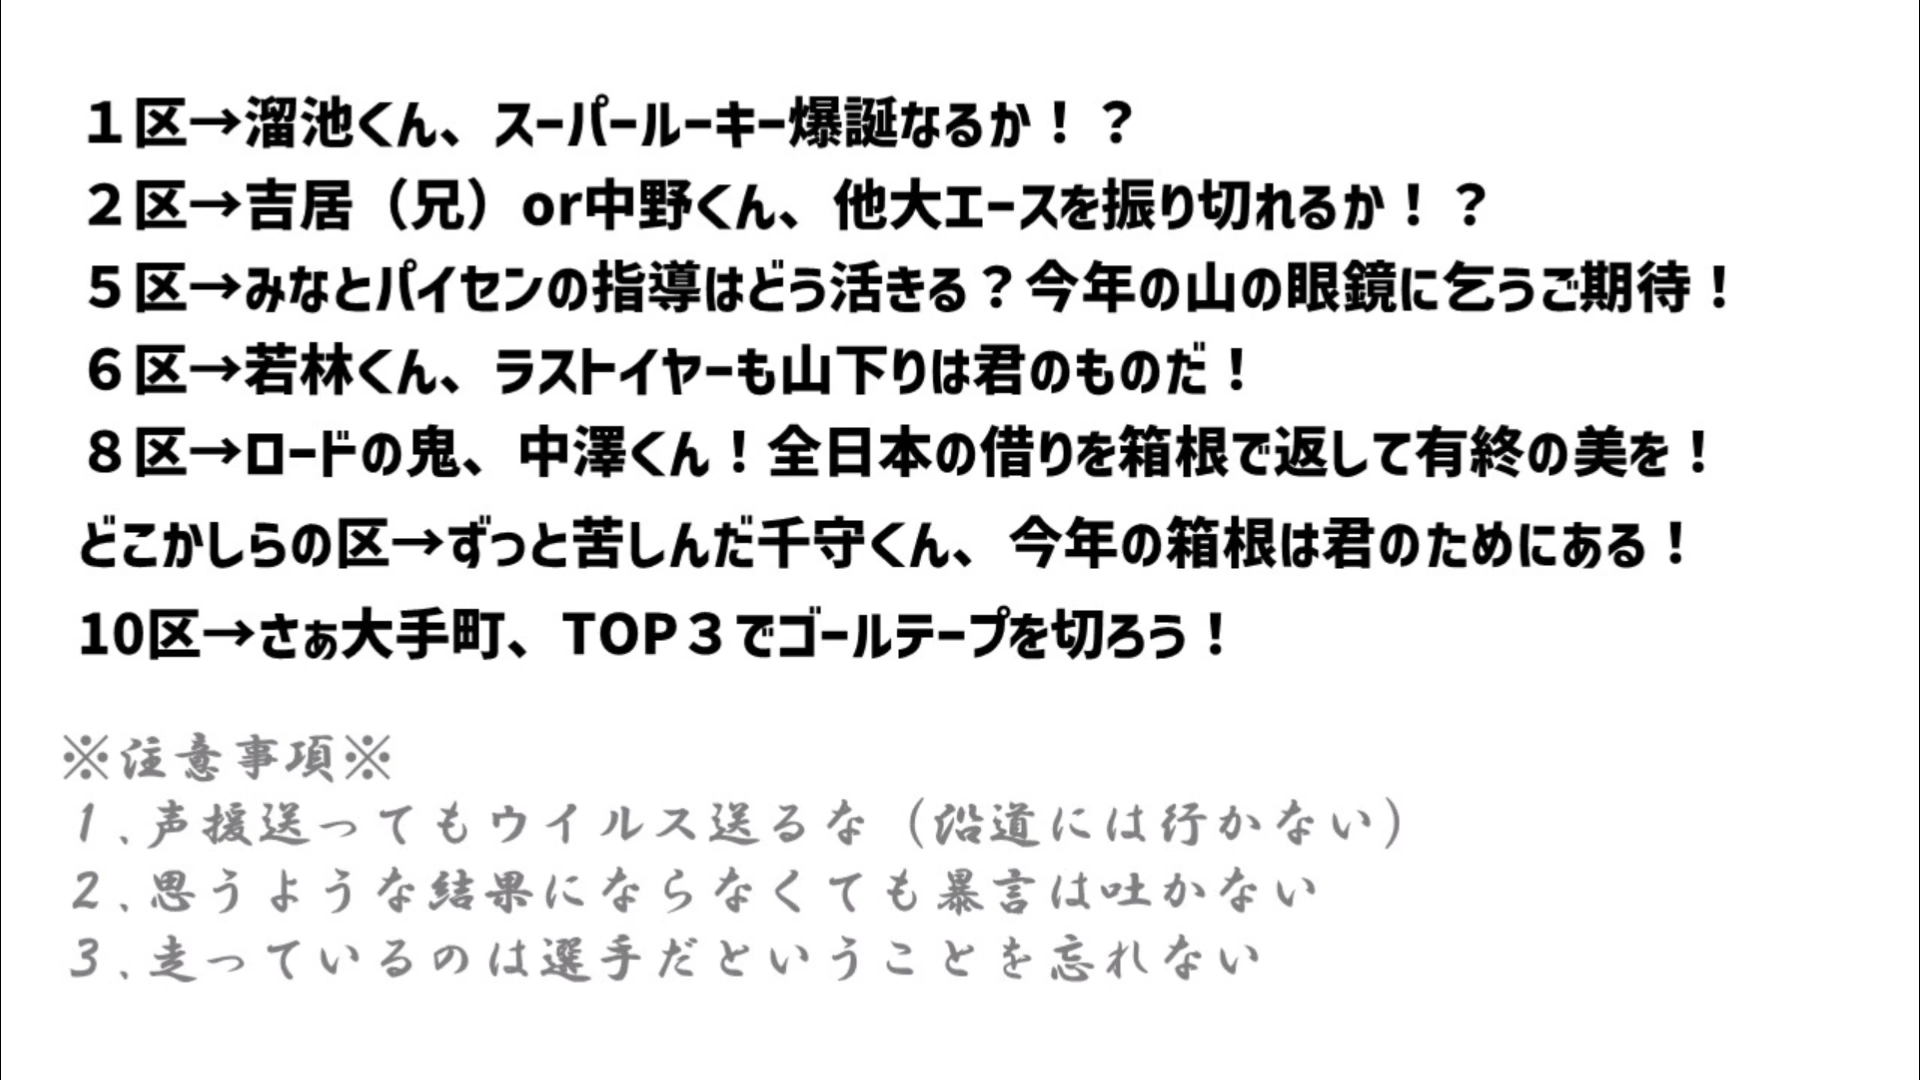 １区→溜池くん、スーパールーキー爆誕なるか！？
２区→吉居（兄）or中野くん、他大エースを振り切れるか！？
５区→みなとパイセンの指導はどう活きる？今年の山の眼鏡に乞うご期待！
６区→若林くん、ラストイヤーも山下りは君のものだ！
８区→ロードの鬼、中澤くん！全日本の借りを箱根で返して有終の美を！
どこかしらの区→ずっと苦しんだ千守くん、今年の箱根は君のためにある！
10区→さぁ大手町、TOP３でゴールテープを切ろう！
※注意事項※
１.声援送ってもウイルス送るな（沿道には行かない）
２.思うような結果にならなくても暴言は吐かない
３.走っているのは選手だということを忘れない